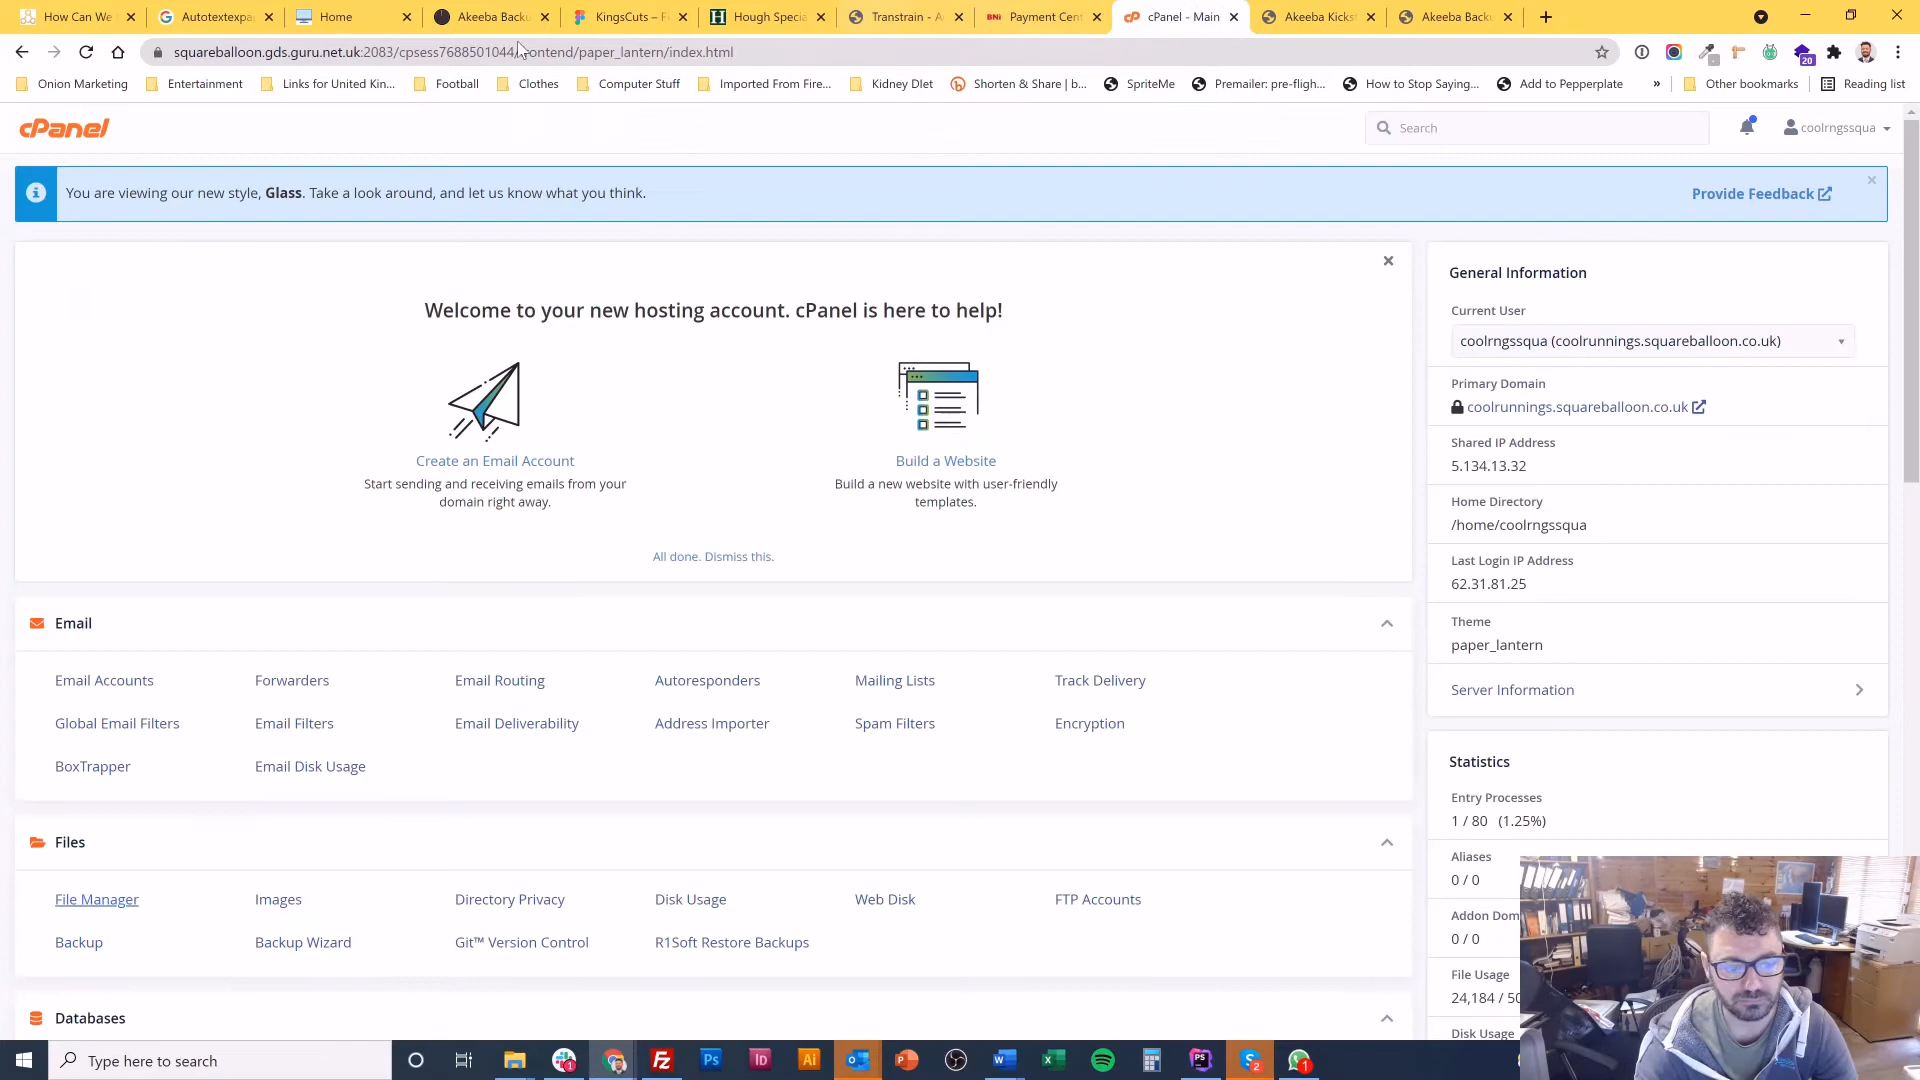 How Can We
Autotextexpa
Home
Akeeba Backu
KingsCuts – F
Hough Specia
Transtrain - A
BNI
Payment Cent
cPanel - Main
Akeeba Kickst
Akeeba Backu
squareballoon.gds.guru.net.uk:2083/cpsess7688501044/frontend/paper_lantern/index.html
20
Onion Marketing
Entertainment
Links for United Kin...
Football
Clothes
Computer Stuff
Imported From Fire...
Kidney DIet
Shorten & Share | b...
SpriteMe
Premailer: pre-fligh...
How to Stop Saying,...
Add to Pepperplate
»
Other bookmarks
Reading list
cPanel
Search
coolrngssqua
You are viewing our new style, Glass. Take a look around, and let us know what you think.
Provide Feedback
Welcome to your new hosting account. cPanel is here to help!
Create an Email Account
Start sending and receiving emails from your
domain right away.
Build a Website
Build a new website with user-friendly
templates.
All done. Dismiss this.
Email
Email Accounts
Forwarders
Email Routing
Autoresponders
Mailing Lists
Track Delivery
Global Email Filters
Email Filters
Email Deliverability
Address Importer
Spam Filters
Encryption
BoxTrapper
Email Disk Usage
Files
File Manager
Images
Directory Privacy
Disk Usage
Web Disk
FTP Accounts
Backup
Backup Wizard
Git™ Version Control
R1Soft Restore Backups
Databases
General Information
Current User
coolrngssqua (coolrunnings.squareballoon.co.uk)
Primary Domain
coolrunnings.squareballoon.co.uk
Shared IP Address
5.134.13.32
Home Directory
/home/coolrngssqua
Last Login IP Address
62.31.81.25
Theme
paper_lantern
Server Information
Statistics
Entry Processes
1 / 80 (1.25%)
Aliases
0 / 0
Addon Dom
0 / 0
File Usage
24,184 / 50
Disk Usage
Type here to search